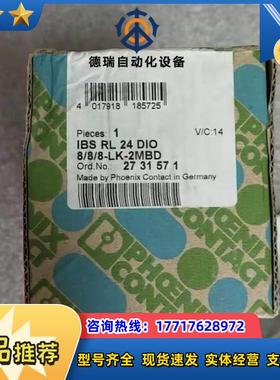 德瑞自动化设备
4 017918 185725
Pieces: 1
V/C:14
IBS RL 24 DIO
8/8/8-LK-2MBD
Ord.No. 27 31 57 1
Made by Phoenix Contact in Germany
PHOENIX
CONTACT
咨询热线：17717628972
品推荐
型号齐全 现货速发 实体经营